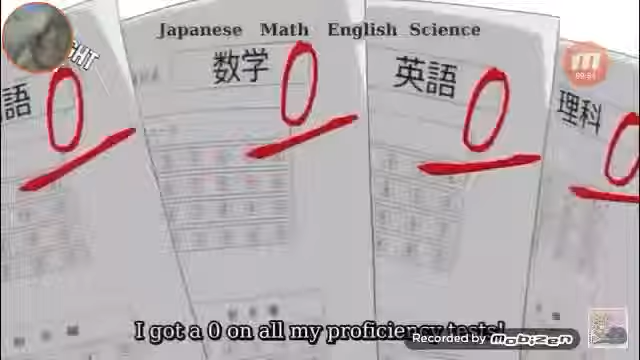 Japanese Math English Science
GHT
語 0
数学 0
英語 0
理科 0
I got a 0 on all my proficiency tests!
Recorded by mobizen